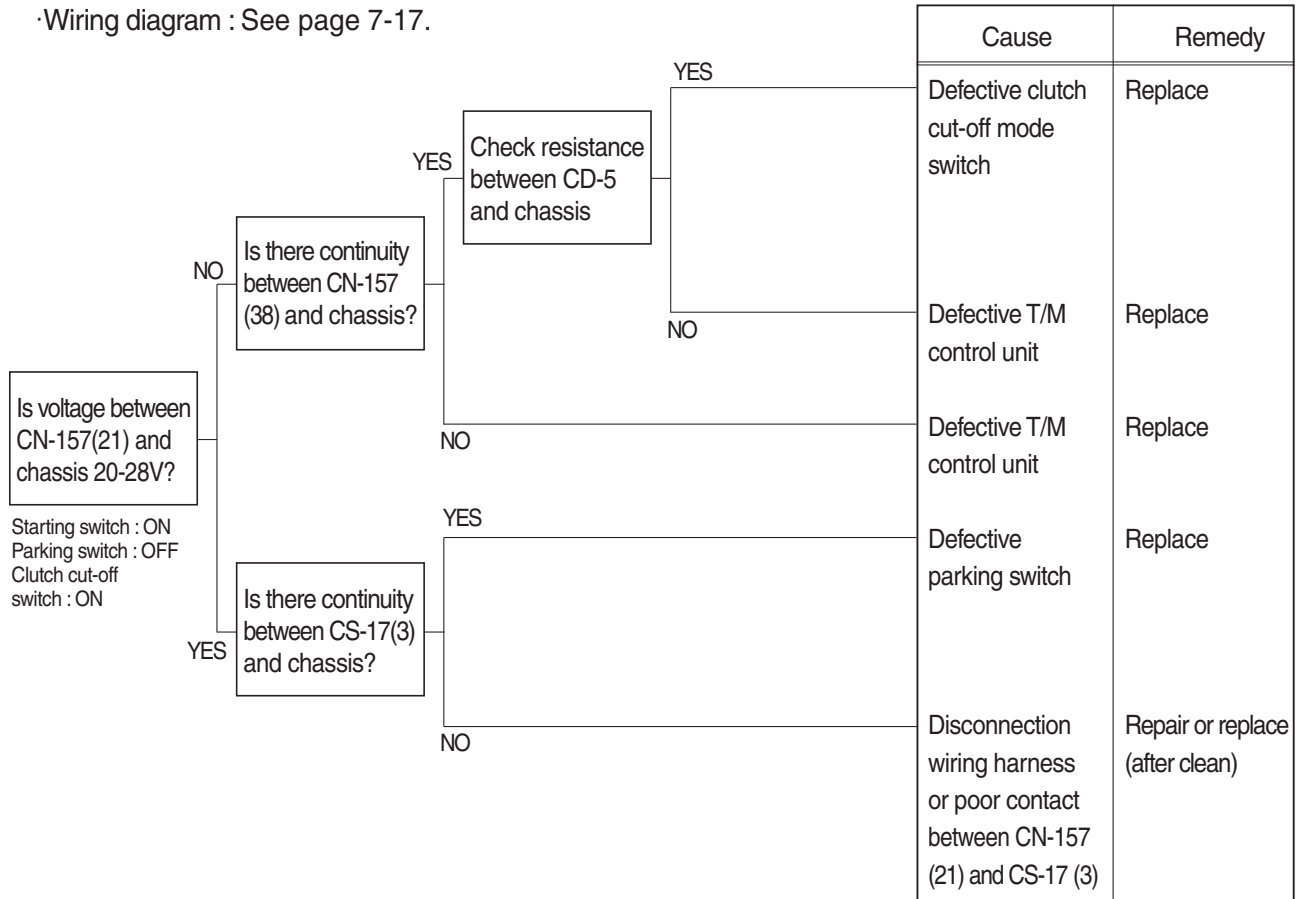 ·Wiring diagram : See page 7-17.
Cause
Remedy
YES
Defective clutch
cut-off mode
switch
Replace
YES
Check resistance
between CD-5
and chassis
NO
Is there continuity
between CN-157
(38) and chassis?
NO
Defective T/M
control unit
Replace
Is voltage between
CN-157(21) and
chassis 20-28V?
NO
Defective T/M
control unit
Replace
Starting switch : ON
Parking switch : OFF
Clutch cut-off
switch : ON
YES
Defective
parking switch
Replace
YES
Is there continuity
between CS-17(3)
and chassis?
NO
Disconnection
wiring harness
or poor contact
between CN-157
(21) and CS-17 (3)
Repair or replace
(after clean)